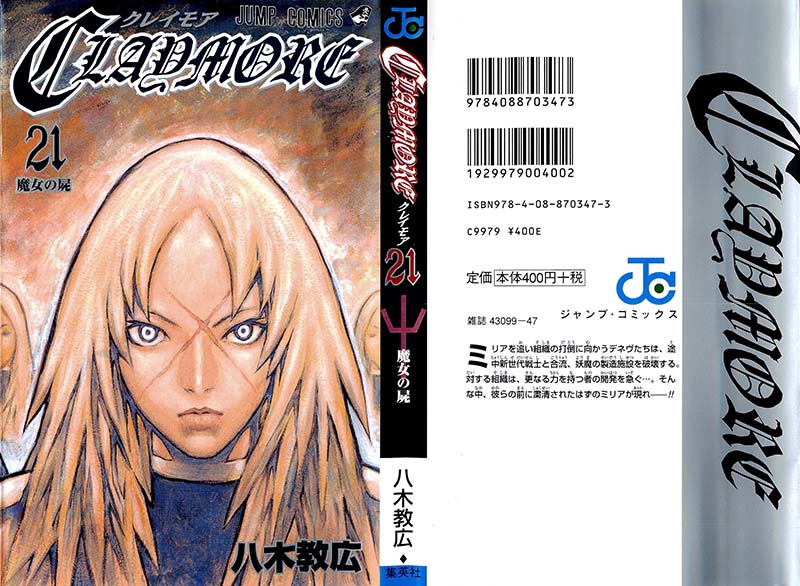 クレイモア JUMP COMICS
CLAYMORE
21
魔女の屍
八木教広
JC
CLAYMORE
クレイモア
21
魔女の屍
八木教広
集英社
9784088703473
1929979004002
ISBN978-4-08-870347-3
C9979 ¥400E
定価 本体400円+税
JC
ジャンプ・コミックス
雑誌 43099-47
ミリアを追い組織の打倒に向かうデネヴたちは、途
中新世代戦士と合流、妖魔の製造施設を破壊する。
対する組織は、更なる力を持つ者の開発を急ぐ…。そん
な中、彼らの前に粛清されたはずのミリアが現れ──!!
CLAYMORE